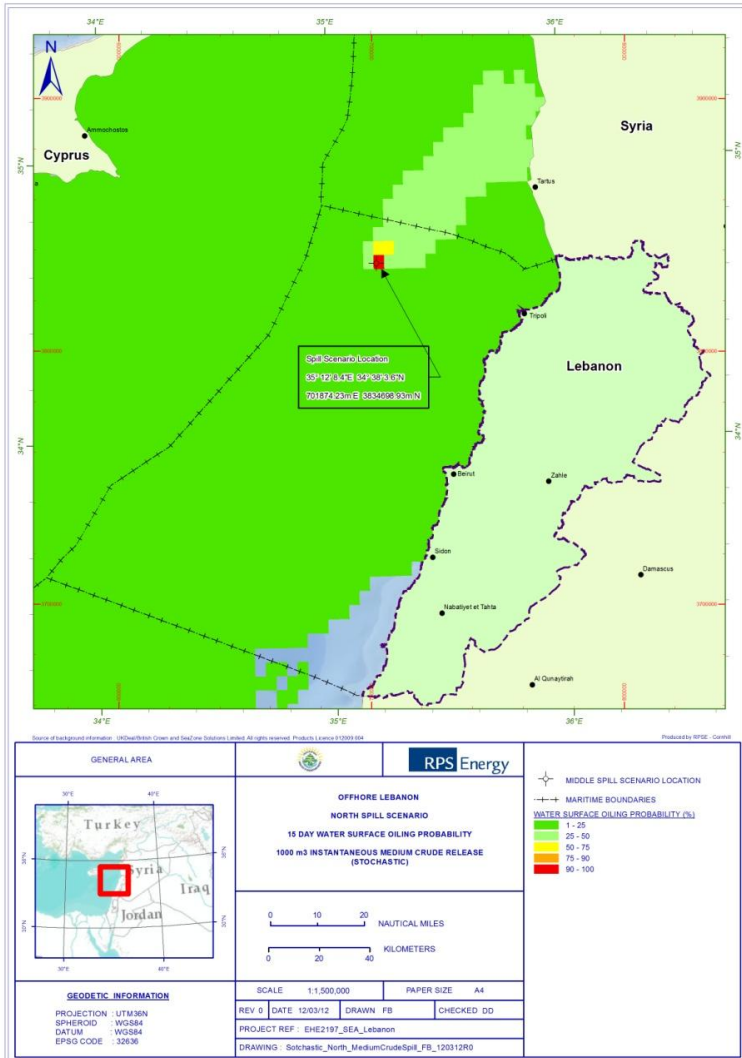 34°E
35°E
36°E
N
3900000
3900000
Syria
Ammochostos
Cyprus
35°N
35°N
Tartus
Tripoli
Spill Scenario Location
35° 12'8.4"E 34° 38'3.6"N
701874.23m E 3834698.93m N
Lebanon
34°N
34°N
Beirut
Zahle
Sidon
Damascus
3700000
3700000
Nabatiyet et Tahta
Al Qunaytirah
34°E
35°E
36°E
Source of background information : UKDeal/British Crown and SeaZone Solutions Limited. All rights reserved. Products Licence 012009.004
Produced by RPSE - Cornhill
GENERAL AREA
RPS Energy
Turkey
Syria
Iraq
Jordan
OFFSHORE LEBANON
NORTH SPILL SCENARIO
15 DAY WATER SURFACE OILING PROBABILITY
1000 m3 INSTANTANEOUS MEDIUM CRUDE RELEASE
(STOCHASTIC)
MIDDLE SPILL SCENARIO LOCATION
MARITIME BOUNDARIES
WATER SURFACE OILING PROBABILITY (%)
1 - 25
25 - 50
50 - 75
75 - 90
90 - 100
0 10 20 NAUTICAL MILES
0 20 40 KILOMETERS
GEODETIC INFORMATION
PROJECTION : UTM36N
SPHEROID : WGS84
DATUM : WGS84
EPSG CODE : 32636
SCALE 1:1,500,000 PAPER SIZE A4
REV 0 DATE 12/03/12 DRAWN FB CHECKED DD
PROJECT REF : EHE2197_SEA_Lebanon
DRAWING : Sotchastic_North_MediumCrudeSpill_FB_120312R0